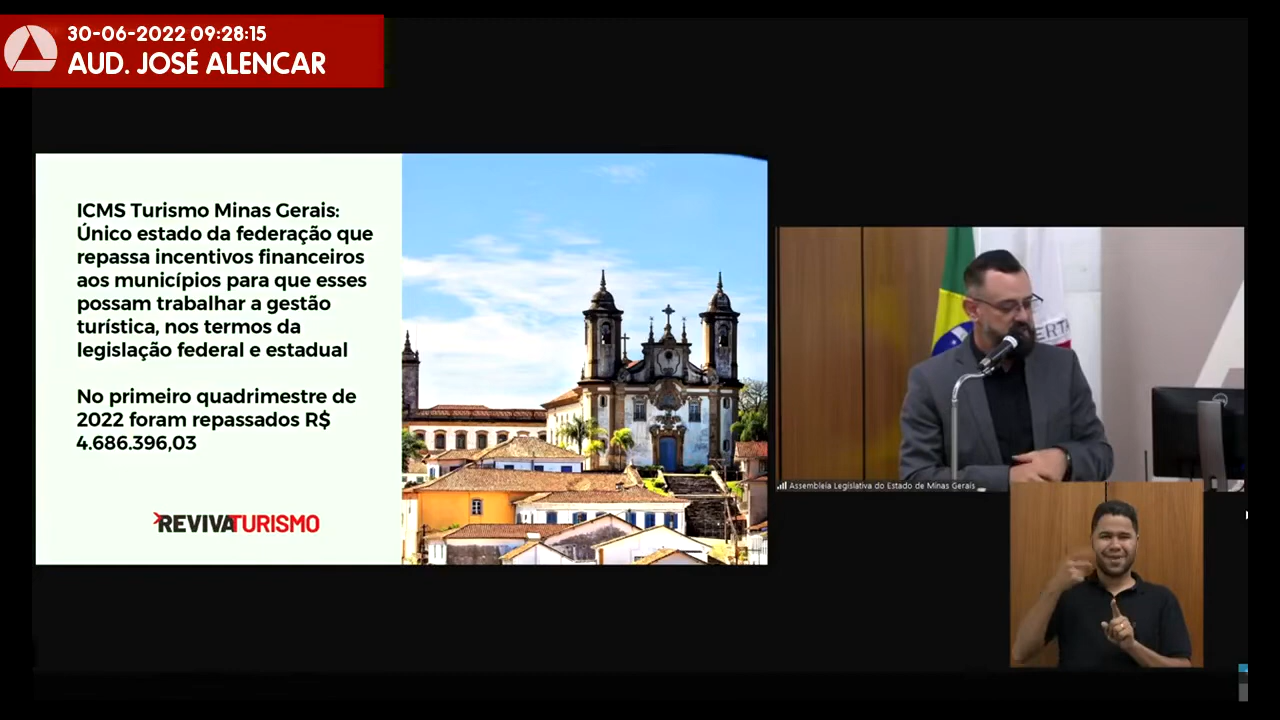 30-06-2022 09:28:15
AUD. JOSÉ ALENCAR
ICMS Turismo Minas Gerais:
Único estado da federação que
repassa incentivos financeiros
aos municípios para que esses
possam trabalhar a gestão
turística, nos termos da
legislação federal e estadual
No primeiro quadrimestre de
2022 foram repassados R$
4.686.396,03
REVIVATURISMO
ERTA
Assembleia Legislativa do Estado de Minas Gerais